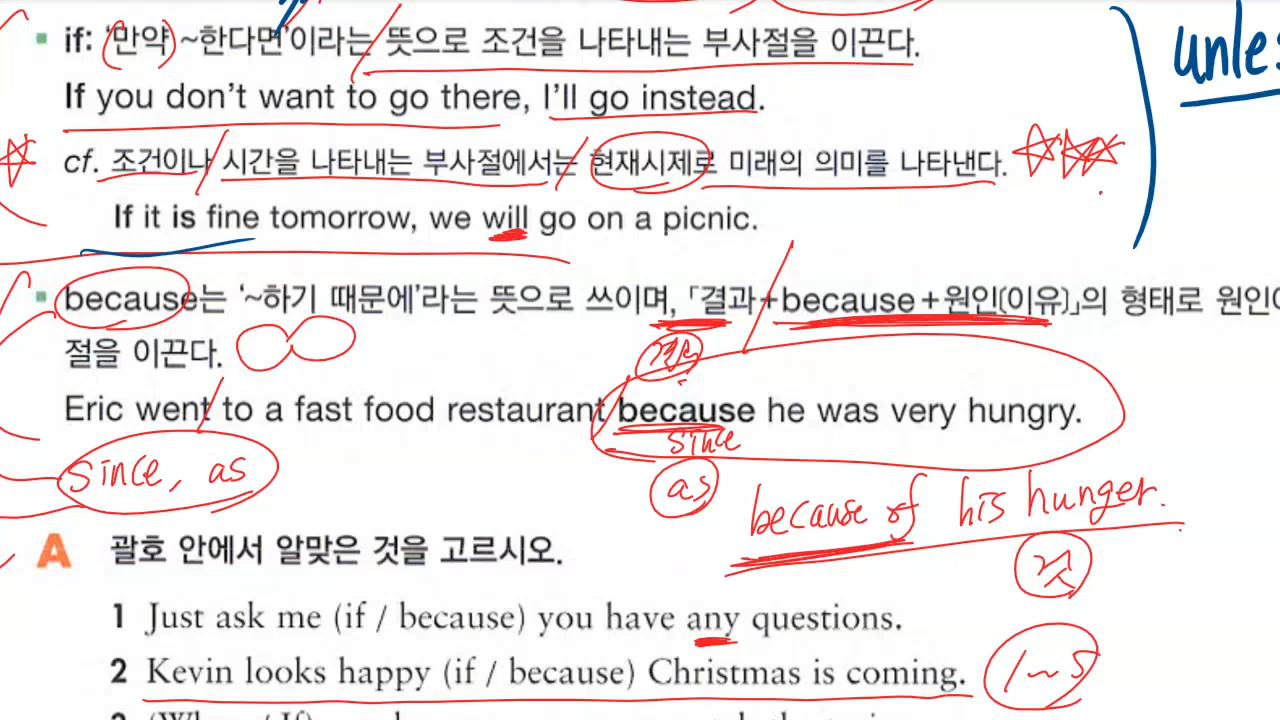 if: '만약 ~한다면'이라는 뜻으로 조건을 나타내는 부사절을 이끈다.
If you don't want to go there, I'll go instead.
cf. 조건이나 시간을 나타내는 부사절에서는 현재시제로 미래의 의미를 나타낸다.
If it is fine tomorrow, we will go on a picnic.
because는 '~하기 때문에'라는 뜻으로 쓰이며, 「결과+because+원인(이유)」의 형태로 원인
절을 이끈다.
Eric went to a fast food restaurant because he was very hungry.
since
since, as
as
because of his hunger.
A 괄호 안에서 알맞은 것을 고르시오.
1 Just ask me (if / because) you have any questions.
2 Kevin looks happy (if / because) Christmas is coming.
1~5